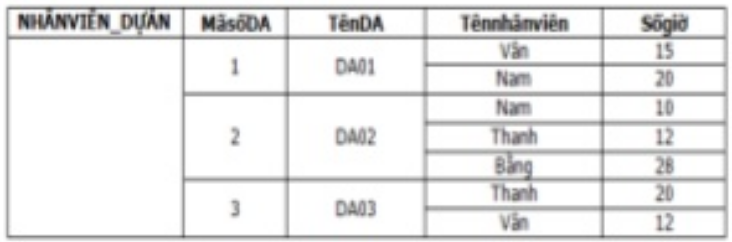 NHÂNVIÊN_DỰÁN MãsốDA TênDA Tênnhânviên Sốgiờ
1 DA01 Vân 15
Nam 20
2 DA02 Nam 10
Thanh 12
Bằng 28
3 DA03 Thanh 20
Vân 12